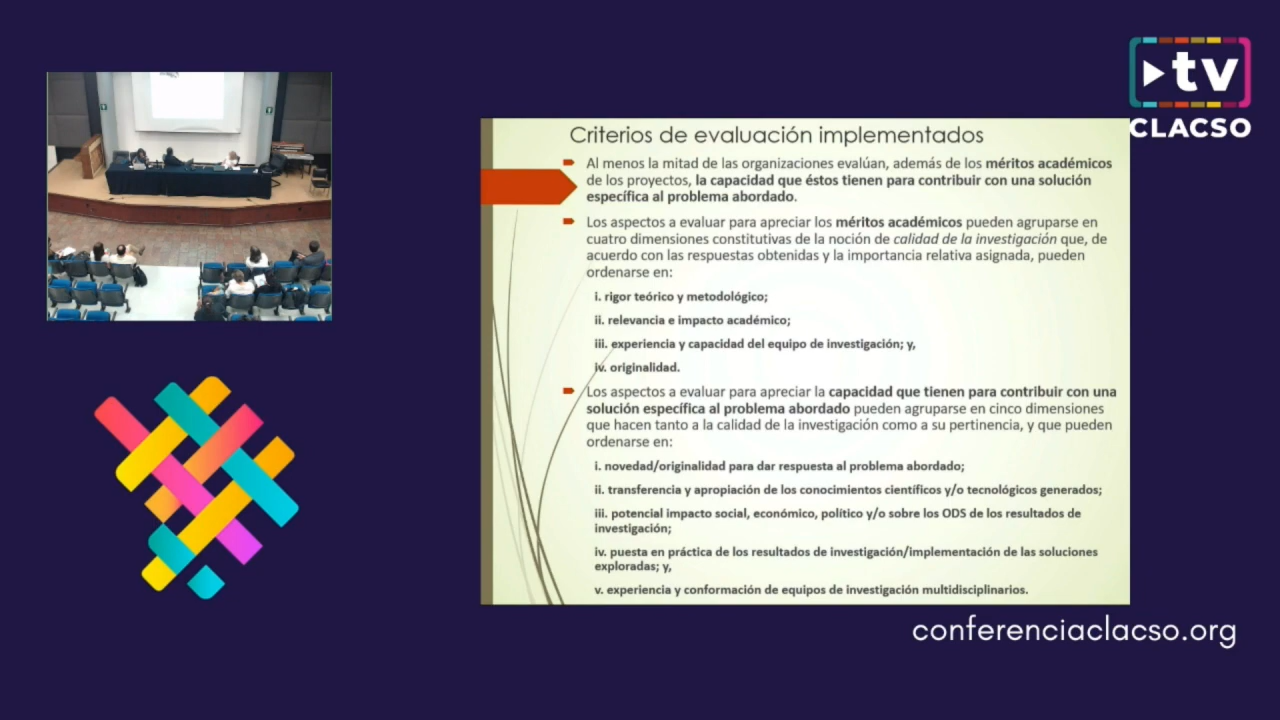 tv
CLACSO
Criterios de evaluación implementados
Al menos la mitad de las organizaciones evalúan, además de los méritos académicos
de los proyectos, la capacidad que éstos tienen para contribuir con una solución
específica al problema abordado.
Los aspectos a evaluar para apreciar los méritos académicos pueden agruparse en
cuatro dimensiones constitutivas de la noción de calidad de la investigación que, de
acuerdo con las respuestas obtenidas y la importancia relativa asignada, pueden
ordenarse en:
i. rigor teórico y metodológico;
ii. relevancia e impacto académico;
iii. experiencia y capacidad del equipo de investigación; y,
iv. originalidad.
Los aspectos a evaluar para apreciar la capacidad que tienen para contribuir con una
solución específica al problema abordado pueden agruparse en cinco dimensiones
que hacen tanto a la calidad de la investigación como a su pertinencia, y que pueden
ordenarse en:
i. novedad/originalidad para dar respuesta al problema abordado;
ii. transferencia y apropiación de los conocimientos científicos y/o tecnológicos generados;
iii. potencial impacto social, económico, político y/o sobre los ODS de los resultados de
investigación;
iv. puesta en práctica de los resultados de investigación/implementación de las soluciones
exploradas; y,
v. experiencia y conformación de equipos de investigación multidisciplinarios.
conferenciaclacso.org